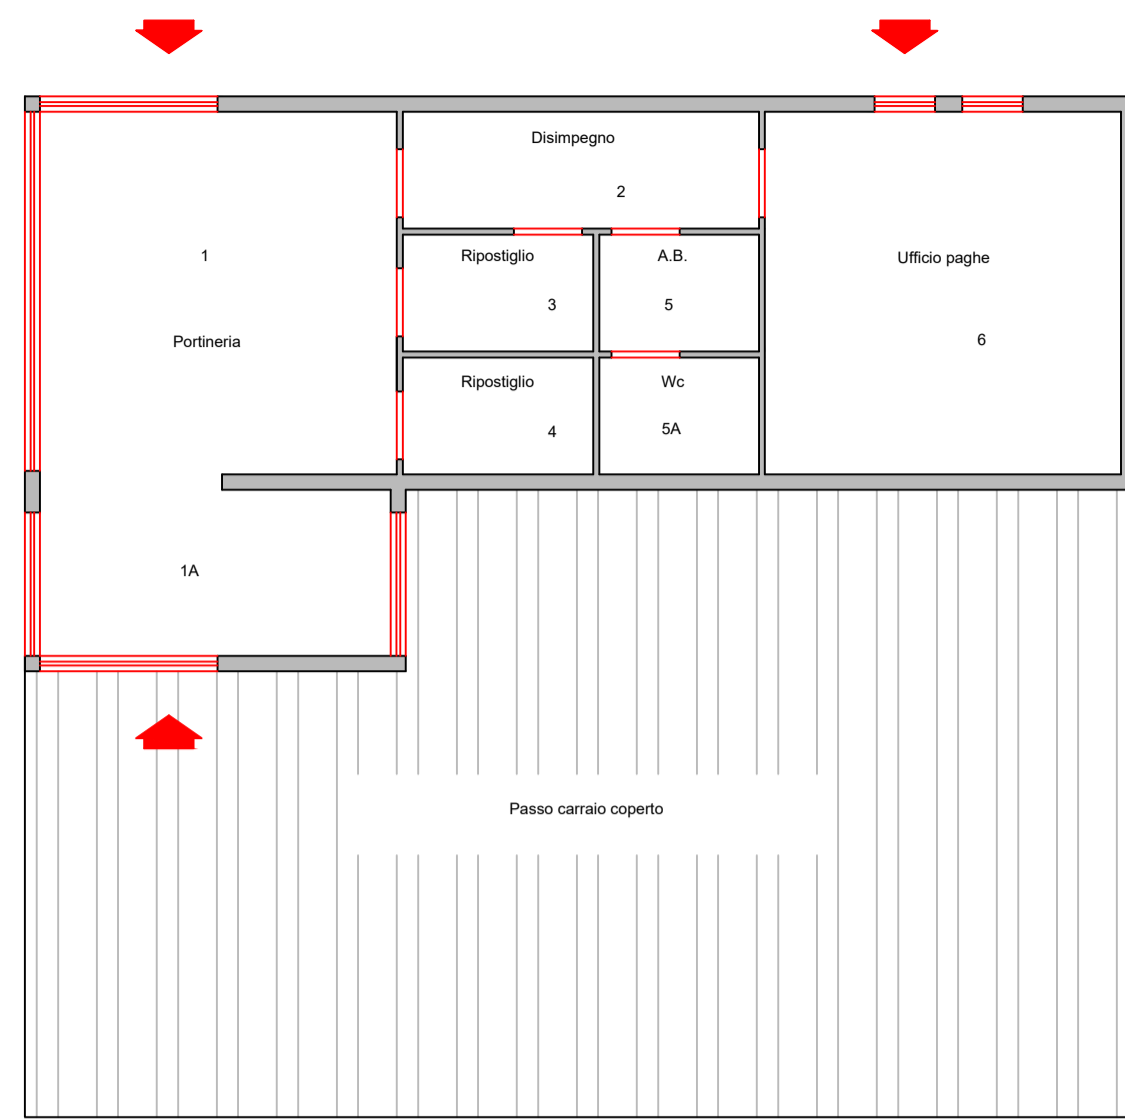 Disimpegno
2
1
Portineria
Ripostiglio
3
A.B.
5
Ufficio paghe
6
Ripostiglio
4
Wc
5A
1A
Passo carraio coperto